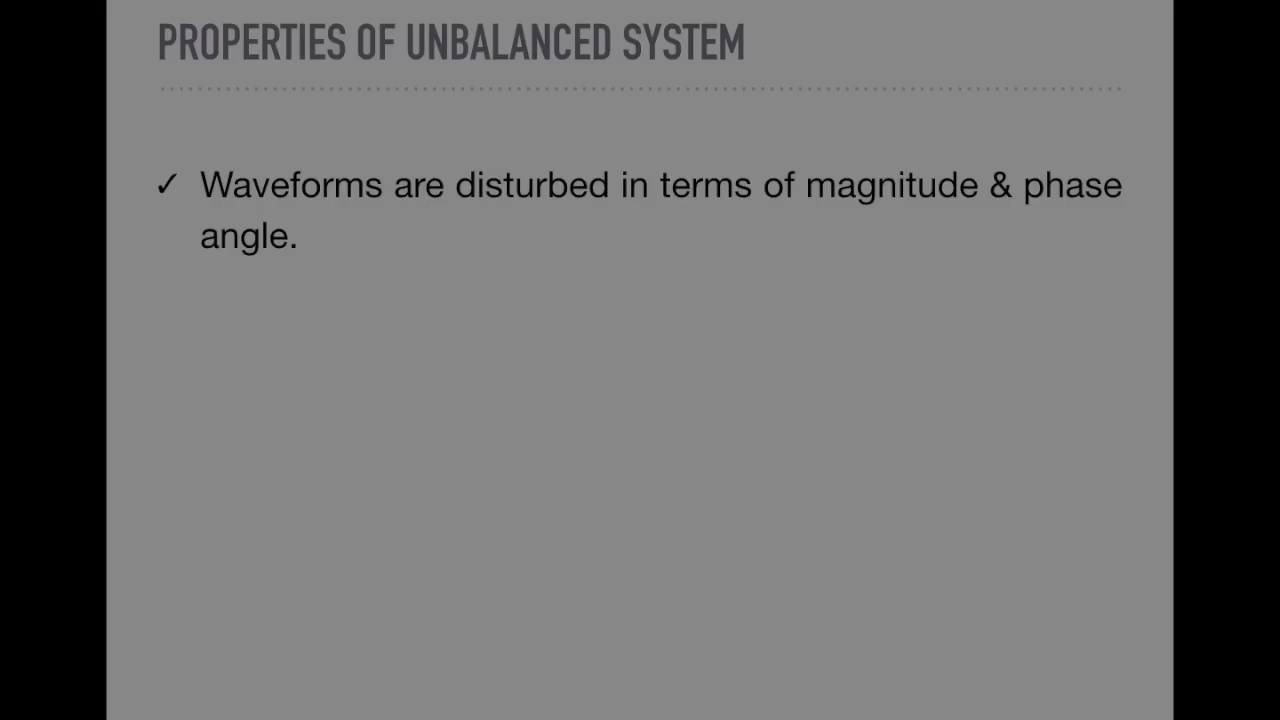 PROPERTIES OF UNBALANCED SYSTEM
✓ Waveforms are disturbed in terms of magnitude & phase
angle.